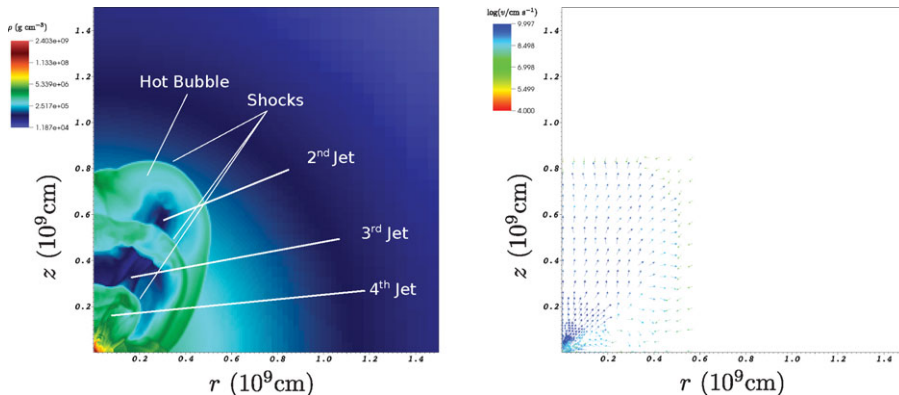 ρ (g cm⁻³)
2.403e+09
1.133e+08
5.339e+06
2.517e+05
1.187e+04
1.4
1.2
1.0
0.8
0.6
0.4
0.2
z (10⁹cm)
Hot Bubble
Shocks
2nd Jet
3rd Jet
4th Jet
0.2 0.4 0.6 0.8 1.0 1.2 1.4
r (10⁹cm)
log(v/cm s⁻¹)
9.997
8.498
6.998
5.499
4.000
1.4
1.2
1.0
0.8
0.6
0.4
0.2
z (10⁹cm)
0.2 0.4 0.6 0.8 1.0 1.2 1.4
r (10⁹cm)